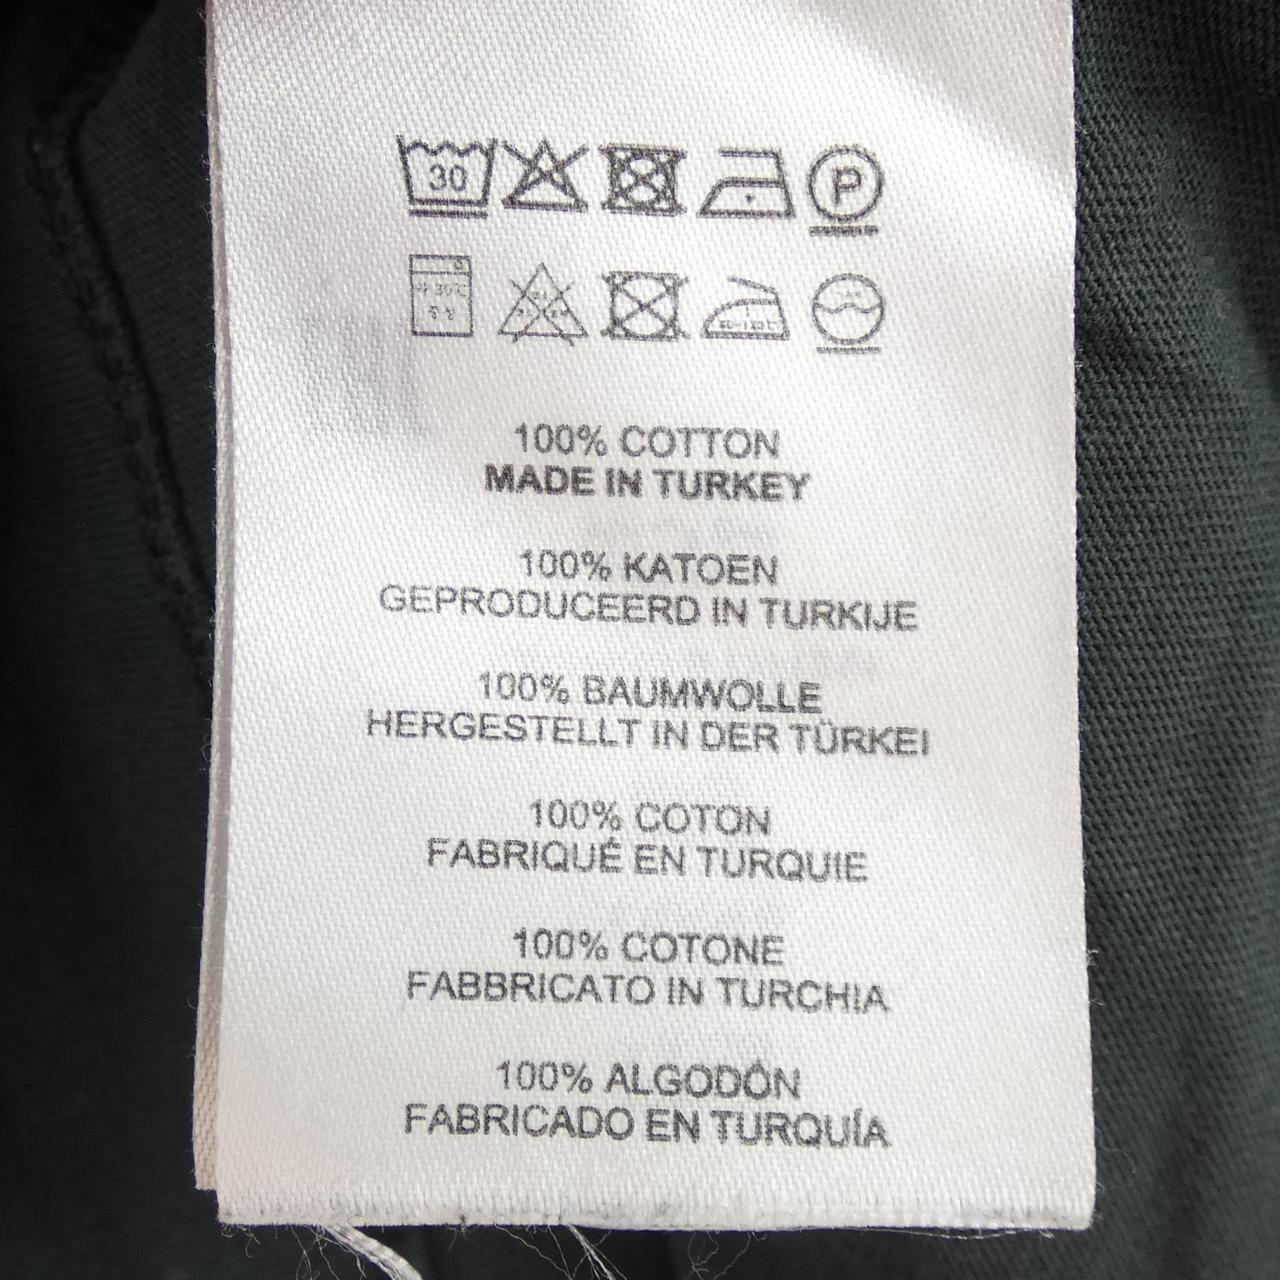 30 P
100% COTTON
MADE IN TURKEY
100% KATOEN
GEPRODUCEERD IN TURKIJE
100% BAUMWOLLE
HERGESTELLT IN DER TÜRKEI
100% COTON
FABRIQUÉ EN TURQUIE
100% COTONE
FABBRICATO IN TURCHIA
100% ALGODÓN
FABRICADO EN TURQUÍA